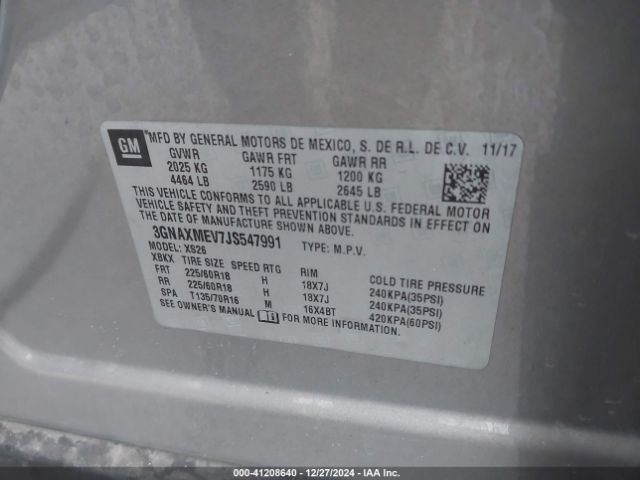 GM
*MFD BY GENERAL MOTORS DE MEXICO, S. DE R.L. DE C.V. 11/17
GVWR GAWR FRT GAWR RR
2025 KG 1175 KG 1200 KG
4464 LB 2590 LB 2645 LB
THIS VEHICLE CONFORMS TO ALL APPLICABLE U.S. FEDERAL MOTOR
VEHICLE SAFETY AND THEFT PREVENTION STANDARDS IN EFFECT ON
THE DATE OF MANUFACTURE SHOWN ABOVE.
3GNAXMEV7JS547991 TYPE: M.P.V.
MODEL: XS26
XBKX TIRE SIZE SPEED RTG RIM COLD TIRE PRESSURE
FRT 225/60R18 H 18X7J 240KPA(35PSI)
RR 225/60R18 H 18X7J 240KPA(35PSI)
SPA T135/70R16 M 16X4BT 420KPA(60PSI)
SEE OWNER'S MANUAL FOR MORE INFORMATION.
000-41208640 - 12/27/2024 - IAA Inc.